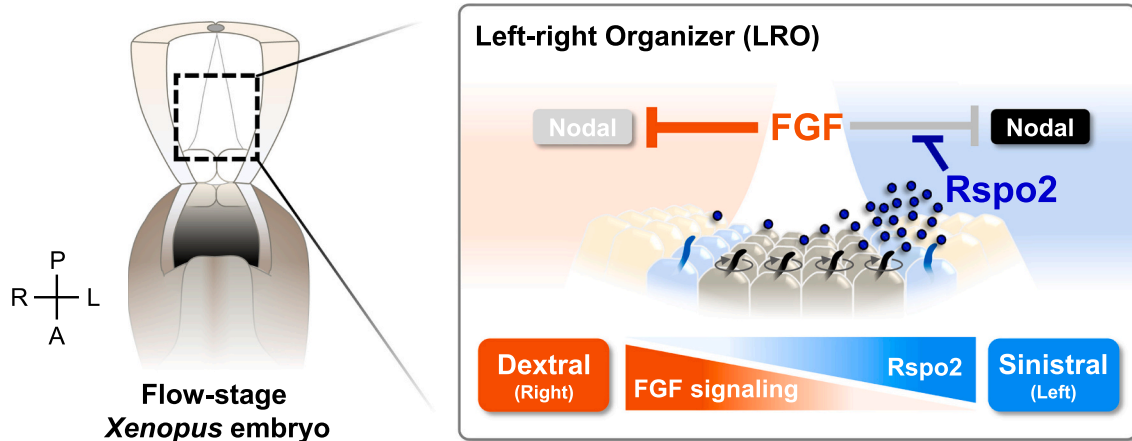 Left-right Organizer (LRO)
Nodal
FGF
Nodal
Rspo2
P
R
L
A
Dextral
(Right)
FGF signaling
Rspo2
Sinistral
(Left)
Flow-stage
Xenopus embryo